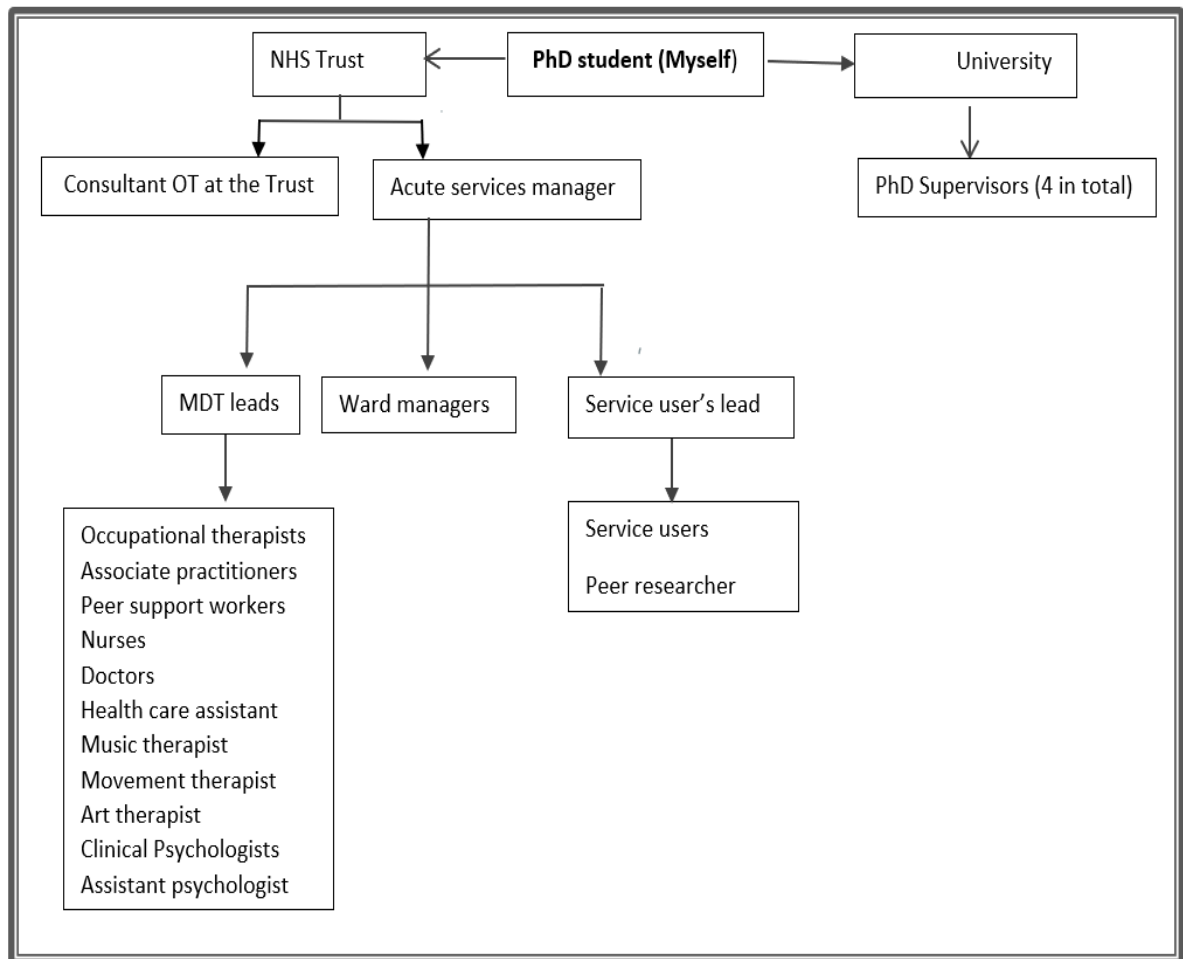 NHS Trust
PhD student (Myself)
University
Consultant OT at the Trust
Acute services manager
PhD Supervisors (4 in total)
MDT leads
Ward managers
Service user’s lead
Occupational therapists
Associate practitioners
Peer support workers
Nurses
Doctors
Health care assistant
Music therapist
Movement therapist
Art therapist
Clinical Psychologists
Assistant psychologist
Service users
Peer researcher